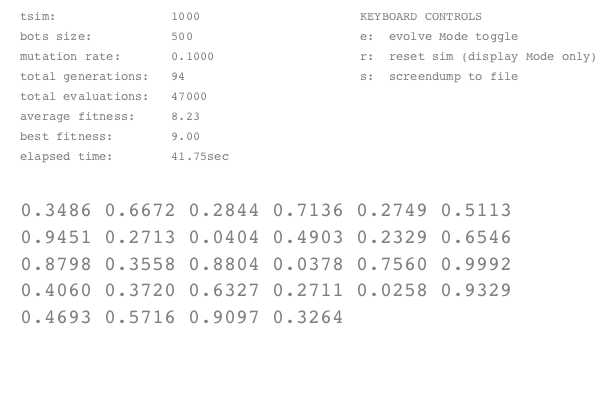 tsim: 1000 KEYBOARD CONTROLS
bots size: 500 e: evolve Mode toggle
mutation rate: 0.1000 r: reset sim (display Mode only)
total generations: 94 s: screendump to file
total evaluations: 47000
average fitness: 8.23
best fitness: 9.00
elapsed time: 41.75sec
0.3486 0.6672 0.2844 0.7136 0.2749 0.5113
0.9451 0.2713 0.0404 0.4903 0.2329 0.6546
0.8798 0.3558 0.8804 0.0378 0.7560 0.9992
0.4060 0.3720 0.6327 0.2711 0.0258 0.9329
0.4693 0.5716 0.9097 0.3264